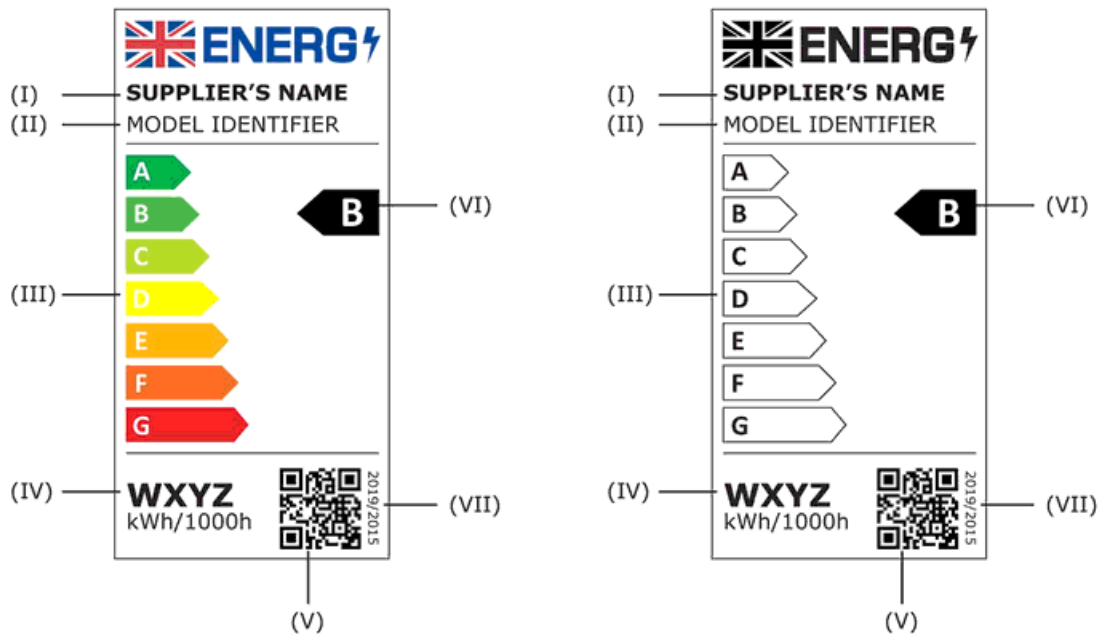 ENERG
(I) SUPPLIER'S NAME
(II) MODEL IDENTIFIER
A
B
B (VI)
C
(III) D
E
F
G
(IV) WXYZ
kWh/1000h
2019/2015 (VII)
(V)
ENERG
(I) SUPPLIER'S NAME
(II) MODEL IDENTIFIER
A
B
B (VI)
C
(III) D
E
F
G
(IV) WXYZ
kWh/1000h
2019/2015 (VII)
(V)